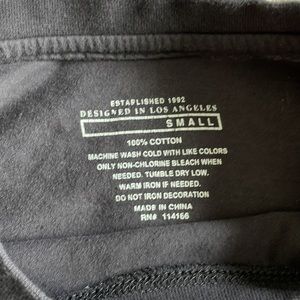 ESTABLISHED 1992
DESIGNED IN LOS ANGELES
SMALL
100% COTTON
MACHINE WASH COLD WITH LIKE COLORS
ONLY NON-CHLORINE BLEACH WHEN
NEEDED. TUMBLE DRY LOW.
WARM IRON IF NEEDED.
DO NOT IRON DECORATION
MADE IN CHINA
RN# 114166